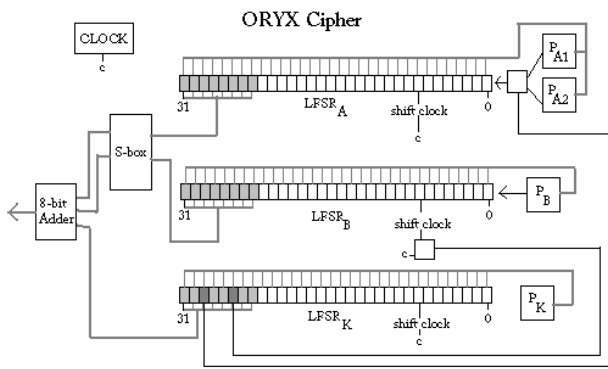 ORYX Cipher
CLOCK
c
P A1
P A2
31
LFSR A
shift clock
0
c
S-box
8-bit
Adder
31
LFSR B
shift clock
0
P B
c
31
LFSR K
shift clock
0
P K
c